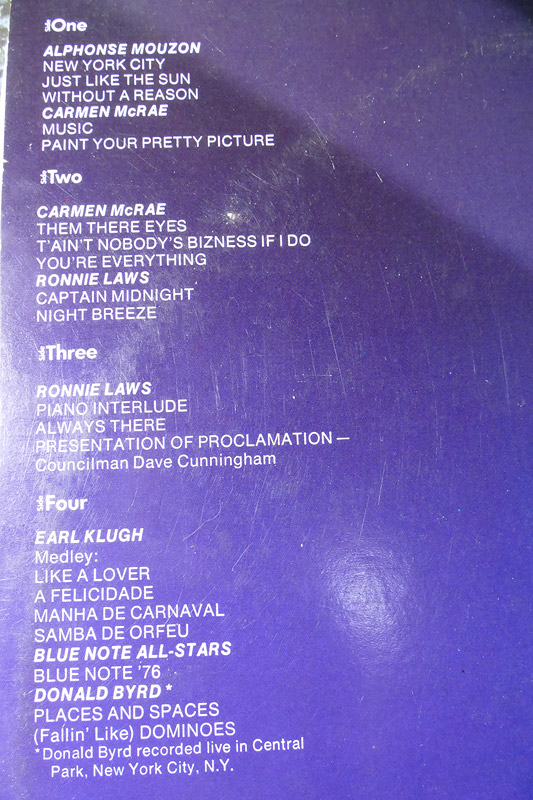 Side One
ALPHONSE MOUZON
NEW YORK CITY
JUST LIKE THE SUN
WITHOUT A REASON
CARMEN McRAE
MUSIC
PAINT YOUR PRETTY PICTURE
Side Two
CARMEN McRAE
THEM THERE EYES
T'AIN'T NOBODY'S BIZNESS IF I DO
YOU'RE EVERYTHING
RONNIE LAWS
CAPTAIN MIDNIGHT
NIGHT BREEZE
Side Three
RONNIE LAWS
PIANO INTERLUDE
ALWAYS THERE
PRESENTATION OF PROCLAMATION —
Councilman Dave Cunningham
Side Four
EARL KLUGH
Medley:
LIKE A LOVER
A FELICIDADE
MANHA DE CARNAVAL
SAMBA DE ORFEU
BLUE NOTE ALL-STARS
BLUE NOTE '76
DONALD BYRD *
PLACES AND SPACES
(Fallin' Like) DOMINOES
*Donald Byrd recorded live in Central
Park, New York City, N.Y.